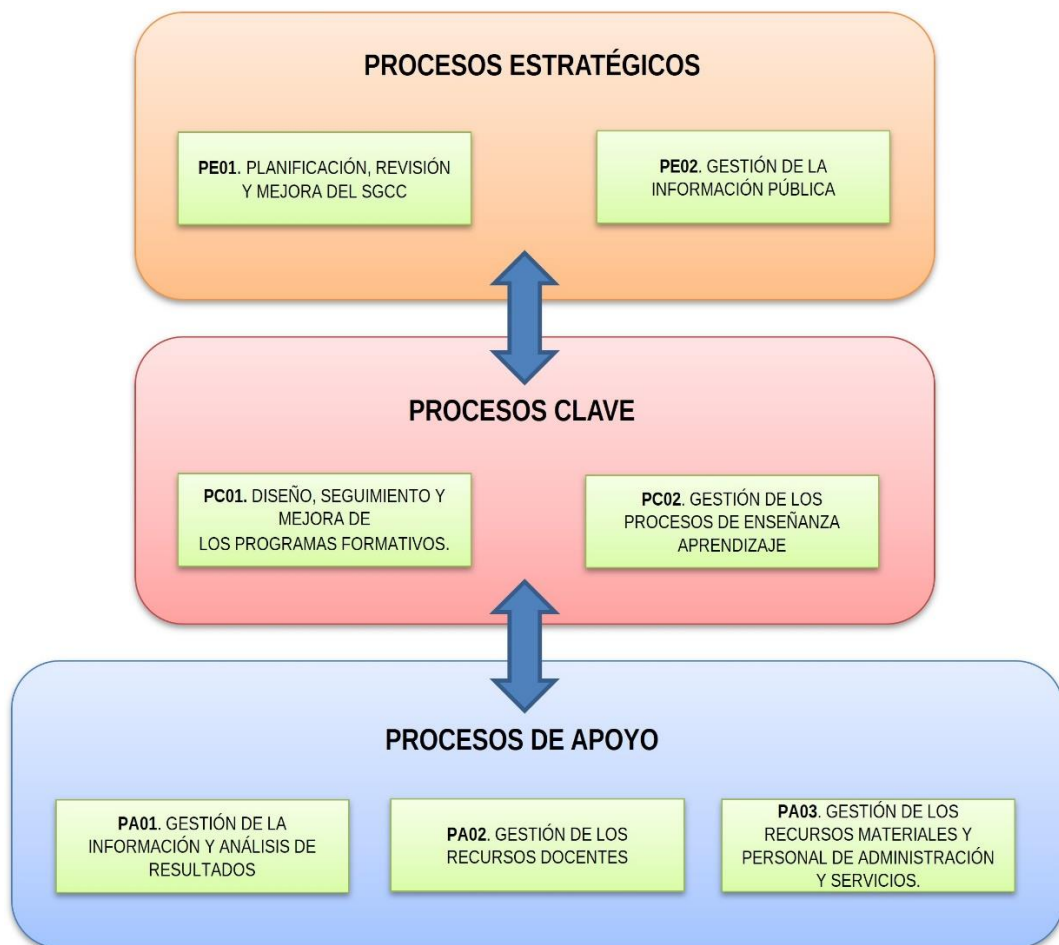 PROCESOS ESTRATÉGICOS
PE01. PLANIFICACIÓN, REVISIÓN
Y MEJORA DEL SGCC
PE02. GESTIÓN DE LA
INFORMACIÓN PÚBLICA
PROCESOS CLAVE
PC01. DISEÑO, SEGUIMIENTO Y
MEJORA DE
LOS PROGRAMAS FORMATIVOS.
PC02. GESTIÓN DE LOS
PROCESOS DE ENSEÑANZA
APRENDIZAJE
PROCESOS DE APOYO
PA01. GESTIÓN DE LA
INFORMACIÓN Y ANÁLISIS DE
RESULTADOS
PA02. GESTIÓN DE LOS
RECURSOS DOCENTES
PA03. GESTIÓN DE LOS
RECURSOS MATERIALES Y
PERSONAL DE ADMINISTRACIÓN
Y SERVICIOS.